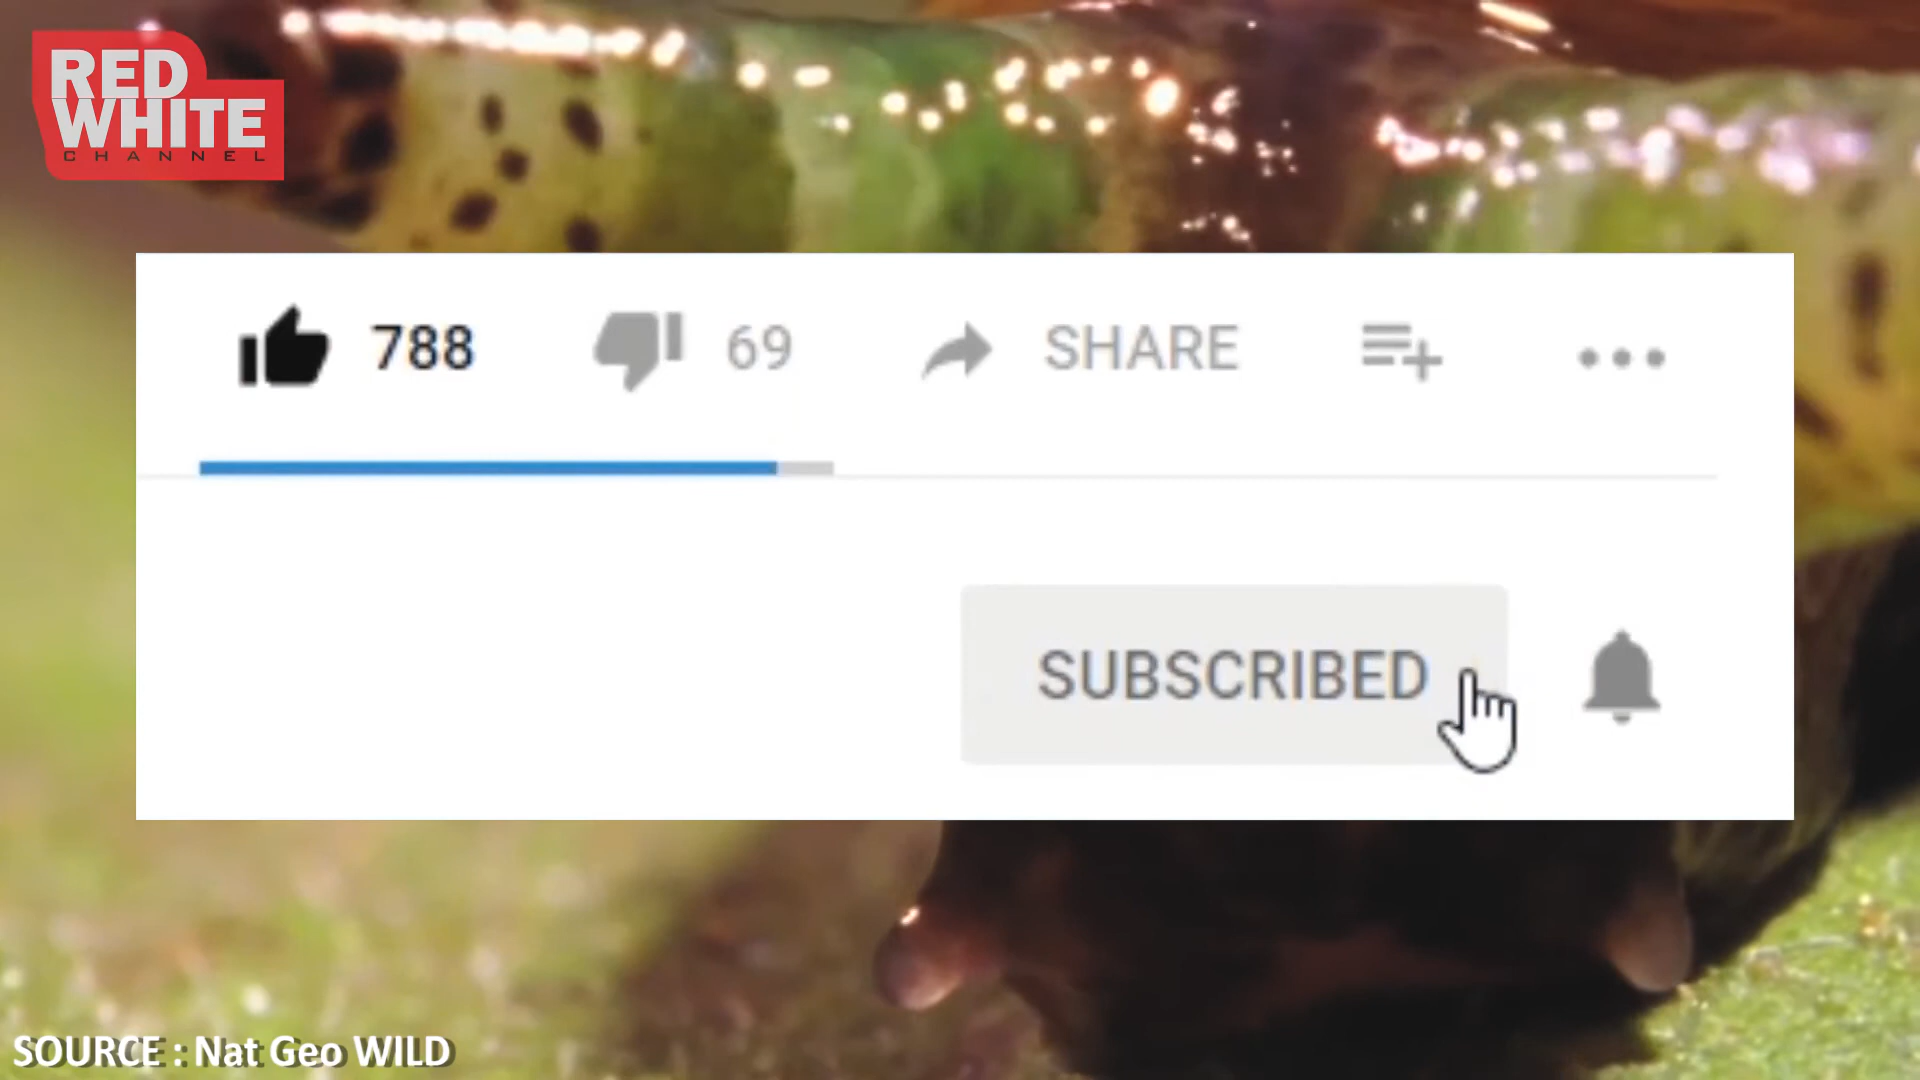 RED
WHITE
CHANNEL
788 69 SHARE
SUBSCRIBED
SOURCE : Nat Geo WILD